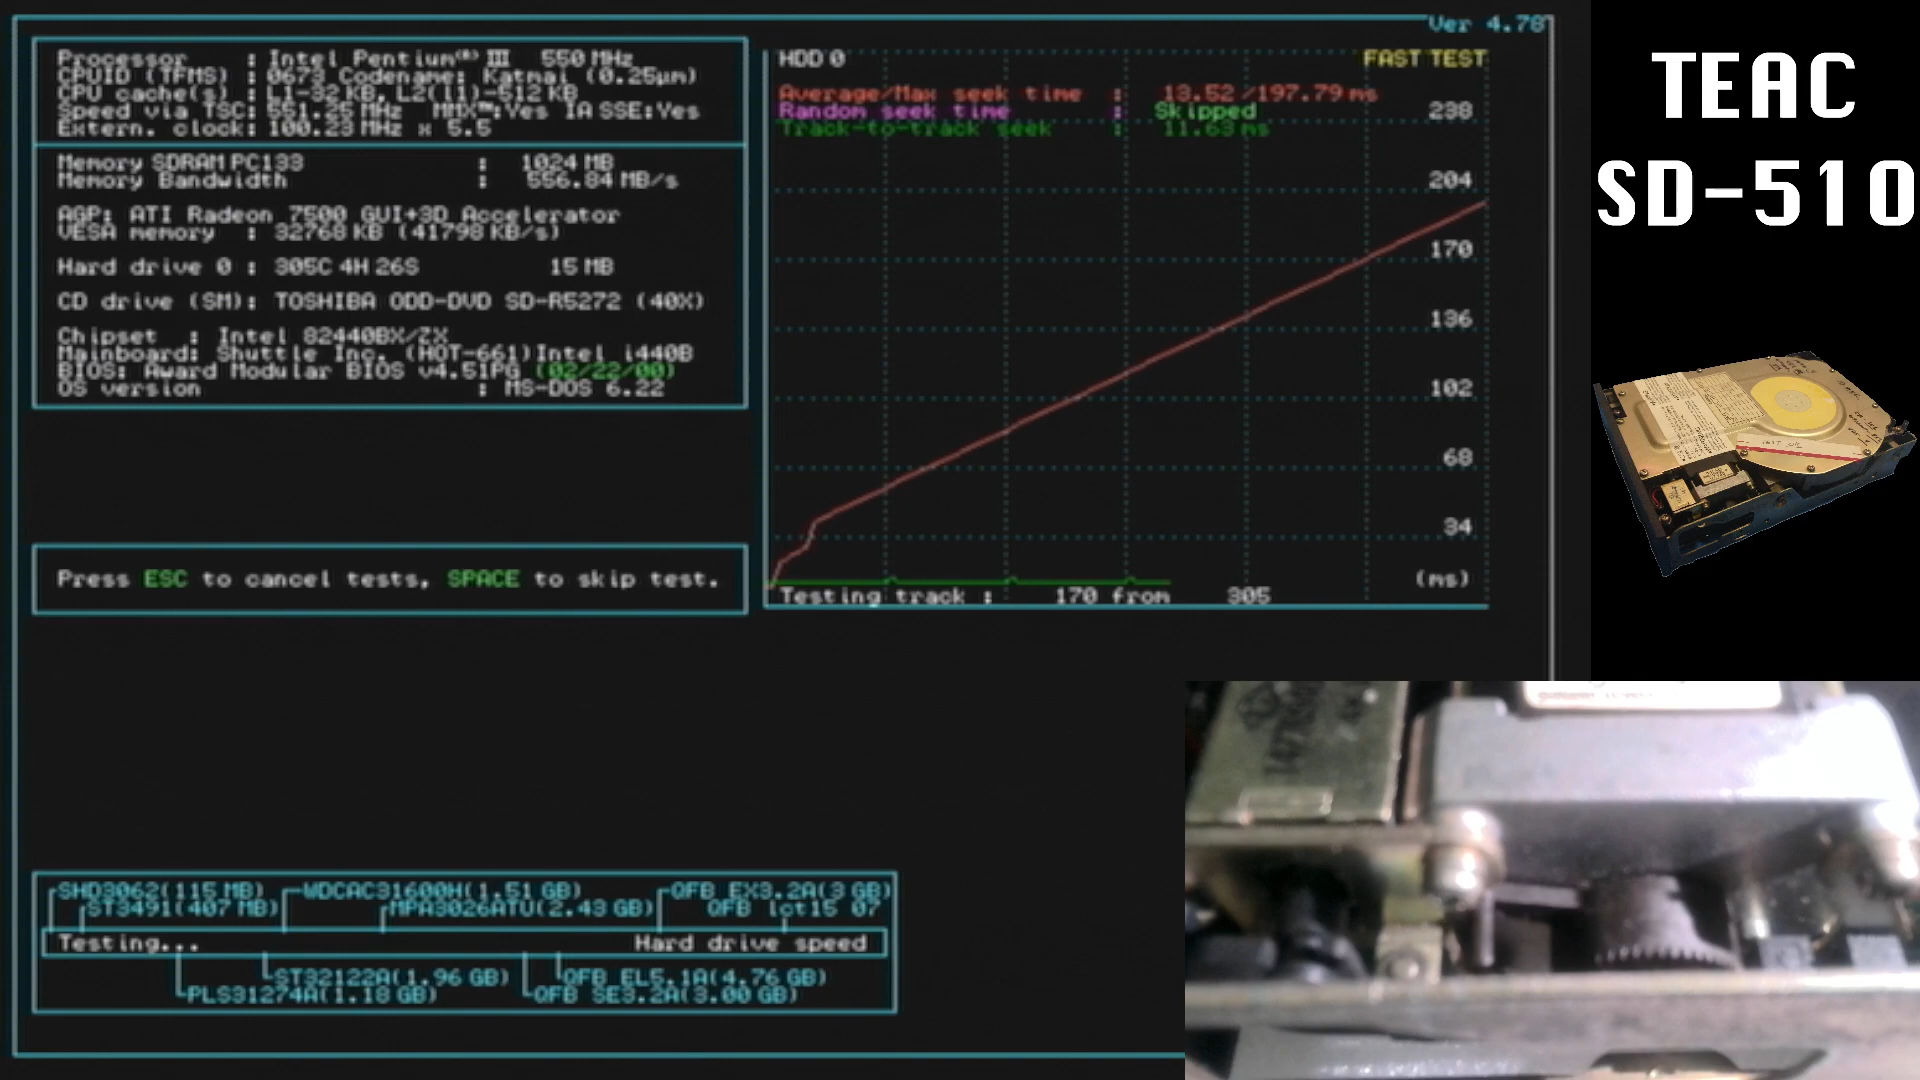 Ver 4.78
Processor : Intel Pentium(R) III 550 MHz
CPUID (TFMS) : 0673 Codename: Katmai (0.25µm)
CPU cache(s) : L1-32 KB, L2(l1)-512 KB
Speed via TSC: 551.25 MHz MMX™:Yes IA SSE:Yes
Extern. clock: 100.23 MHz x 5.5
Memory SDRAM PC133 : 1024 MB
Memory Bandwidth : 556.84 MB/s
AGP: ATI Radeon 7500 GUI+3D Accelerator
VESA memory : 32768 KB (41798 KB/s)
Hard drive 0 : 305C 4H 26S 15 MB
CD drive (SM): TOSHIBA ODD-DVD SD-R5272 (40X)
Chipset : Intel 82440BX/ZX
Mainboard: Shuttle Inc. (HOT-661)Intel i440B
BIOS: Award Modular BIOS v4.51PG (02/22/00)
OS version : MS-DOS 6.22
Press ESC to cancel tests, SPACE to skip test.
HDD 0 FAST TEST
Average/Max seek time : 13.52 /197.79 ms
Random seek time : Skipped
Track-to-track seek : 11.63 ms
238
204
170
136
102
68
34
(ms)
Testing track : 170 from 305
SHD3062(115 MB) WDCAC31600H(1.51 GB) QFB EX3.2A(3 GB)
ST3491(407 MB) MPA3026ATU(2.43 GB) QFB lct15 07
Testing... Hard drive speed
ST32122A(1.96 GB) QFB EL5.1A(4.76 GB)
PLS31274A(1.18 GB) QFB SE3.2A(3.00 GB)
TEAC
SD-510